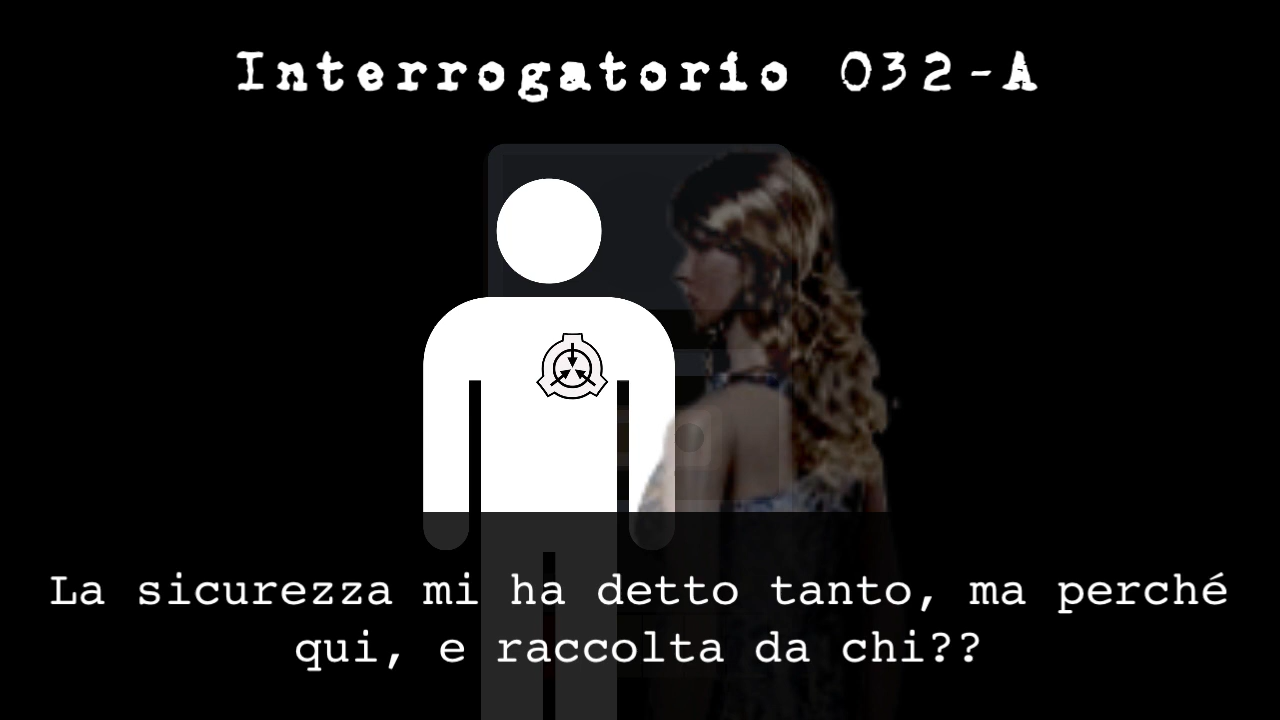 Interrogatorio 032-A
La sicurezza mi ha detto tanto, ma perché
qui, e raccolta da chi??